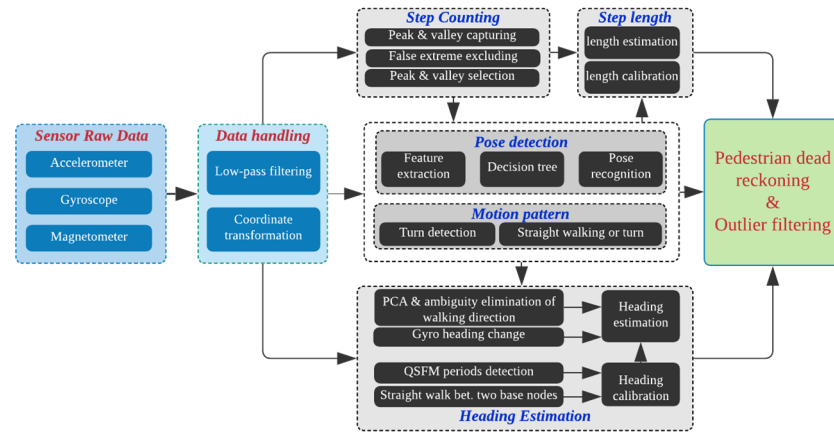 Sensor Raw Data
Accelerometer
Gyroscope
Magnetometer
Data handling
Low-pass filtering
Coordinate
transformation
Step Counting
Peak & valley capturing
False extreme excluding
Peak & valley selection
Step length
length estimation
length calibration
Pose detection
Feature
extraction
Decision tree
Pose
recognition
Motion pattern
Turn detection
Straight walking or turn
PCA & ambiguity elimination of
walking direction
Gyro heading change
Heading
estimation
QSFM periods detection
Straight walk bet. two base nodes
Heading
calibration
Heading Estimation
Pedestrian dead
reckoning
&
Outlier filtering